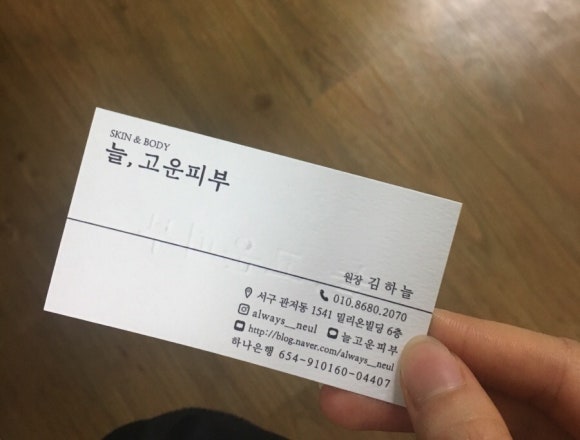 SKIN & BODY
늘, 고운피부
원장 김하늘
010.8680.2070
서구 관저동 1541 밀리온빌딩 6층
always__neul 늘고운피부
http://blog.naver.com/always__neul
하나은행 654-910160-04407